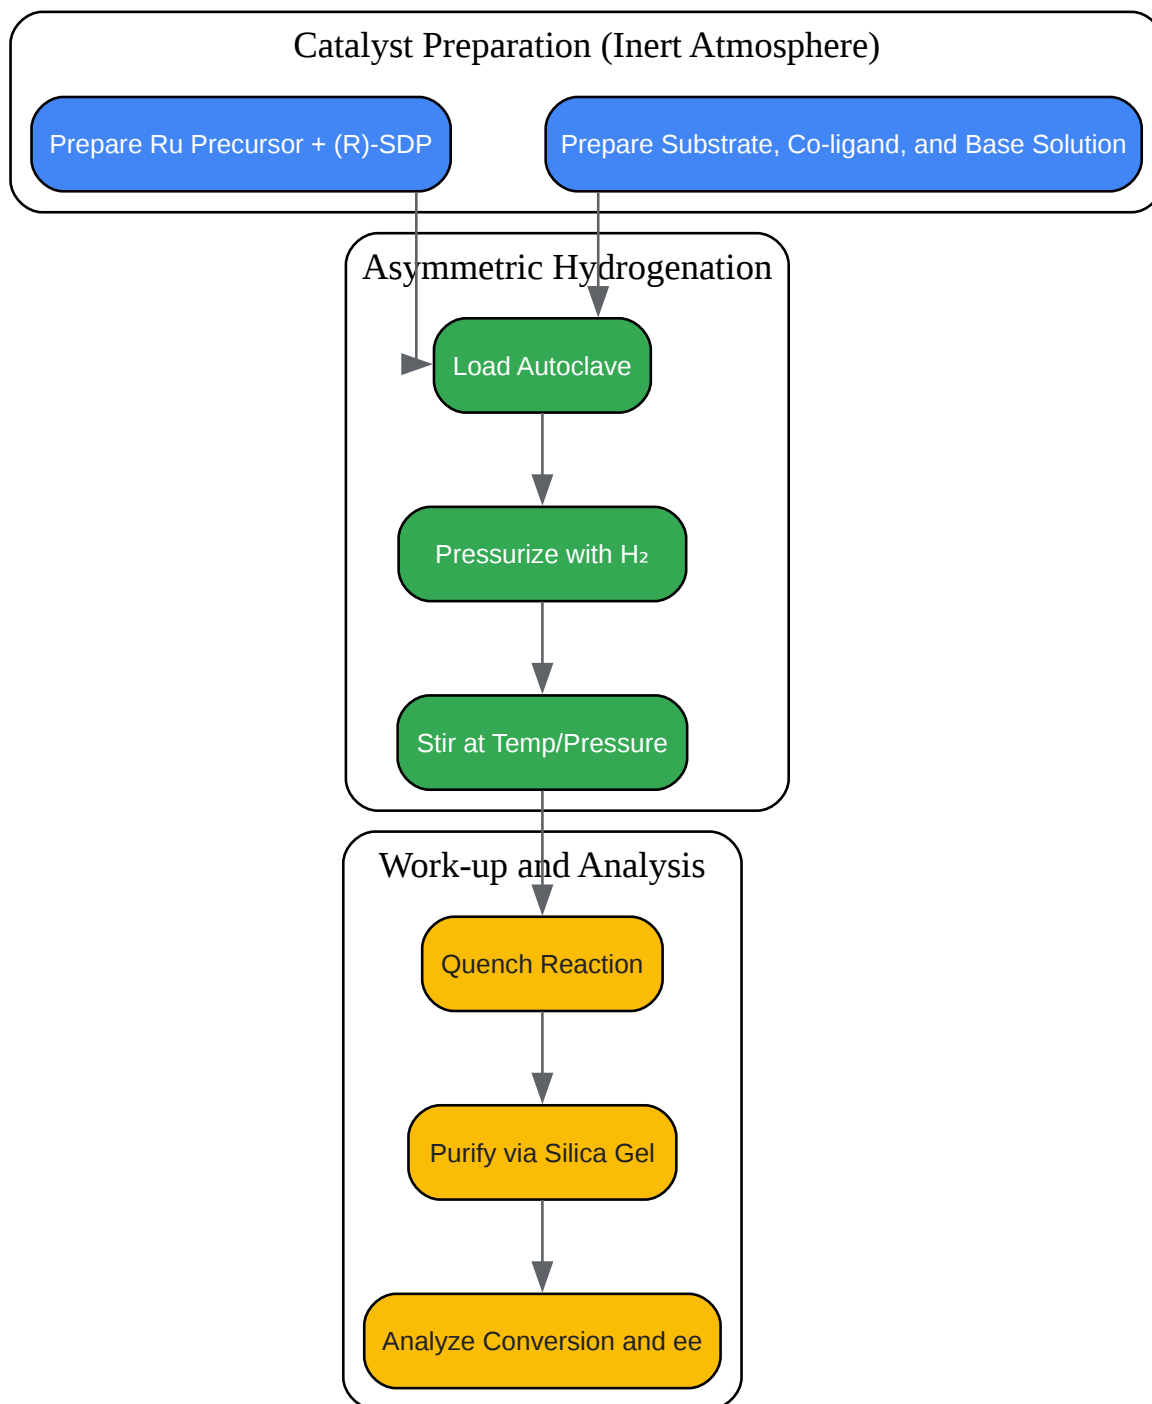 Catalyst Preparation (Inert Atmosphere)
Prepare Ru Precursor + (R)-SDP
Prepare Substrate, Co-ligand, and Base Solution
Asymmetric Hydrogenation
Load Autoclave
Pressurize with H₂
Stir at Temp/Pressure
Work-up and Analysis
Quench Reaction
Purify via Silica Gel
Analyze Conversion and ee